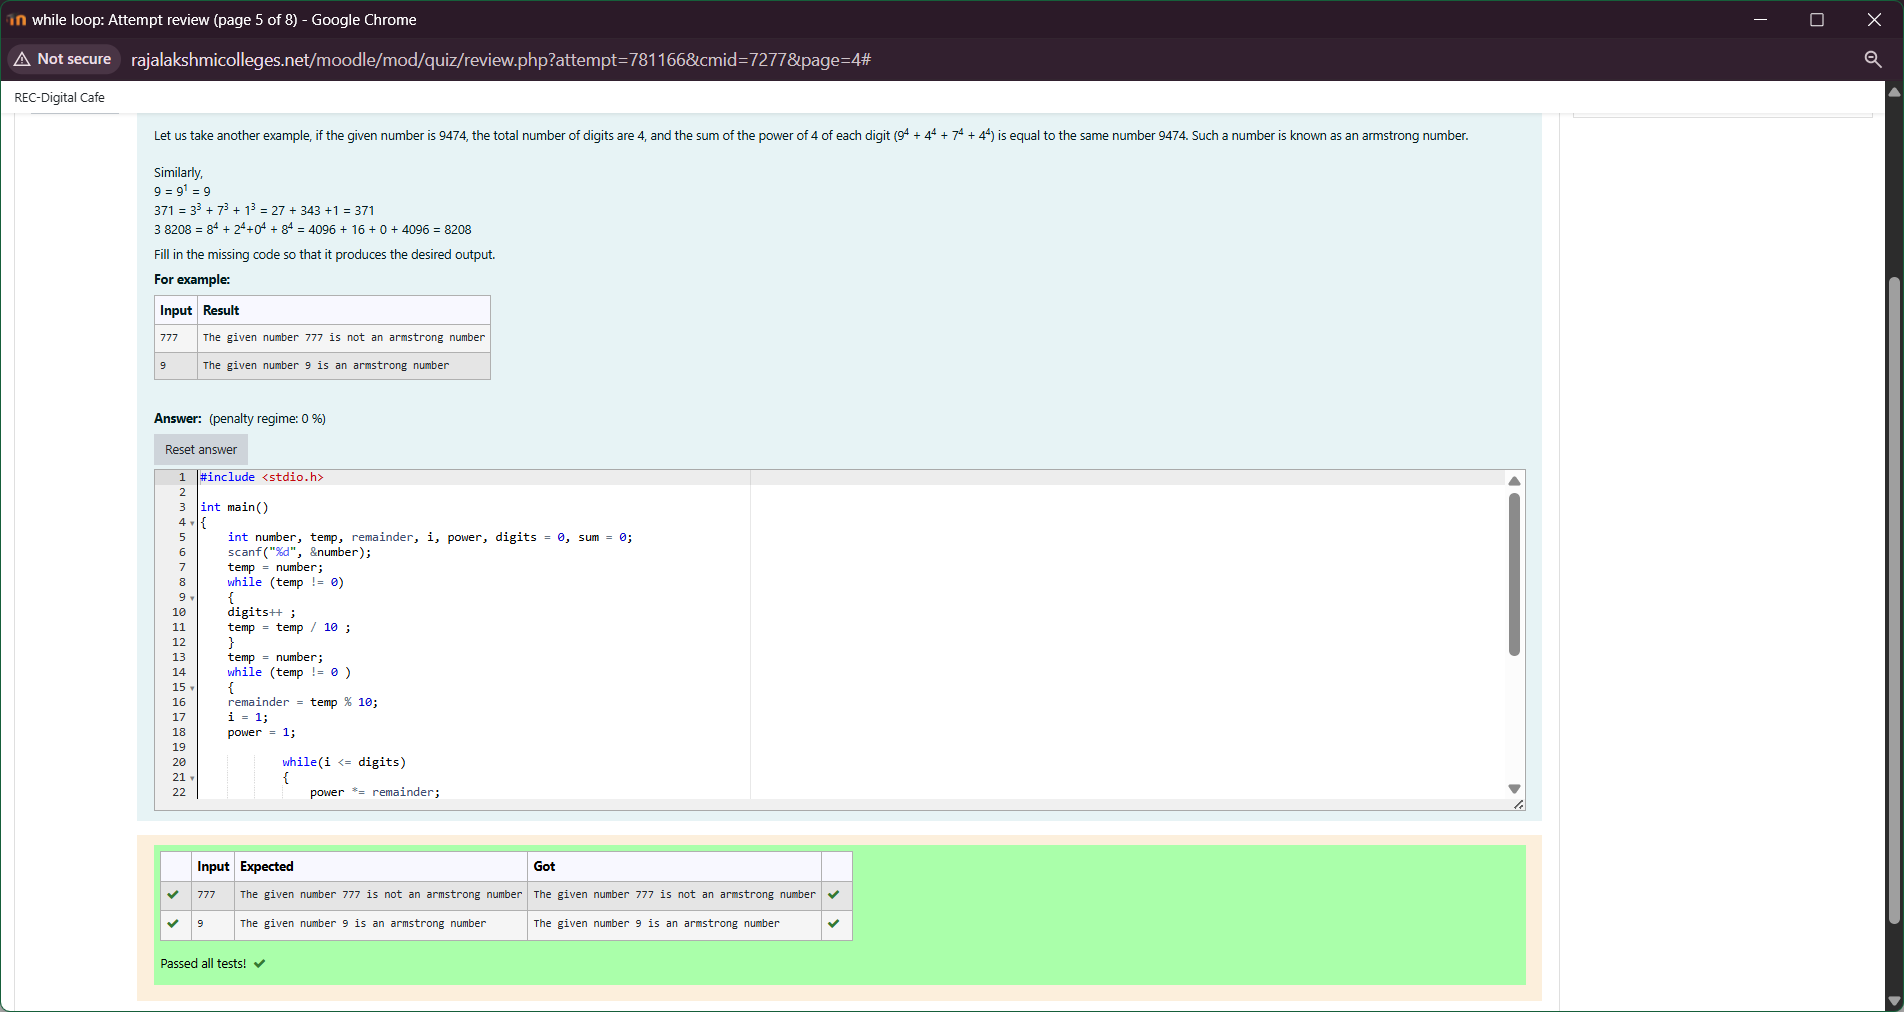 while loop: Attempt review (page 5 of 8) - Google Chrome
Not secure
rajalakshmicolleges.net/moodle/mod/quiz/review.php?attempt=781166&cmid=7277&page=4#
REC-Digital Cafe
Let us take another example, if the given number is 9474, the total number of digits are 4, and the sum of the power of 4 of each digit (9⁴ + 4⁴ + 7⁴ + 4⁴) is equal to the same number 9474. Such a number is known as an armstrong number.
Similarly,
9 = 9¹ = 9
371 = 3³ + 7³ + 1³ = 27 + 343 +1 = 371
3 8208 = 8⁴ + 2⁴+0⁴ + 8⁴ = 4096 + 16 + 0 + 4096 = 8208
Fill in the missing code so that it produces the desired output.
For example:
Input Result
777 The given number 777 is not an armstrong number
9 The given number 9 is an armstrong number
Answer: (penalty regime: 0 %)
Reset answer
1 #include <stdio.h>
2
3 int main()
4 {
5 int number, temp, remainder, i, power, digits = 0, sum = 0;
6 scanf("%d", &number);
7 temp = number;
8 while (temp != 0)
9 {
10 digits++ ;
11 temp = temp / 10 ;
12 }
13 temp = number;
14 while (temp != 0 )
15 {
16 remainder = temp % 10;
17 i = 1;
18 power = 1;
19
20 while(i <= digits)
21 {
22 power *= remainder;
Input Expected Got
777 The given number 777 is not an armstrong number The given number 777 is not an armstrong number
9 The given number 9 is an armstrong number The given number 9 is an armstrong number
Passed all tests!